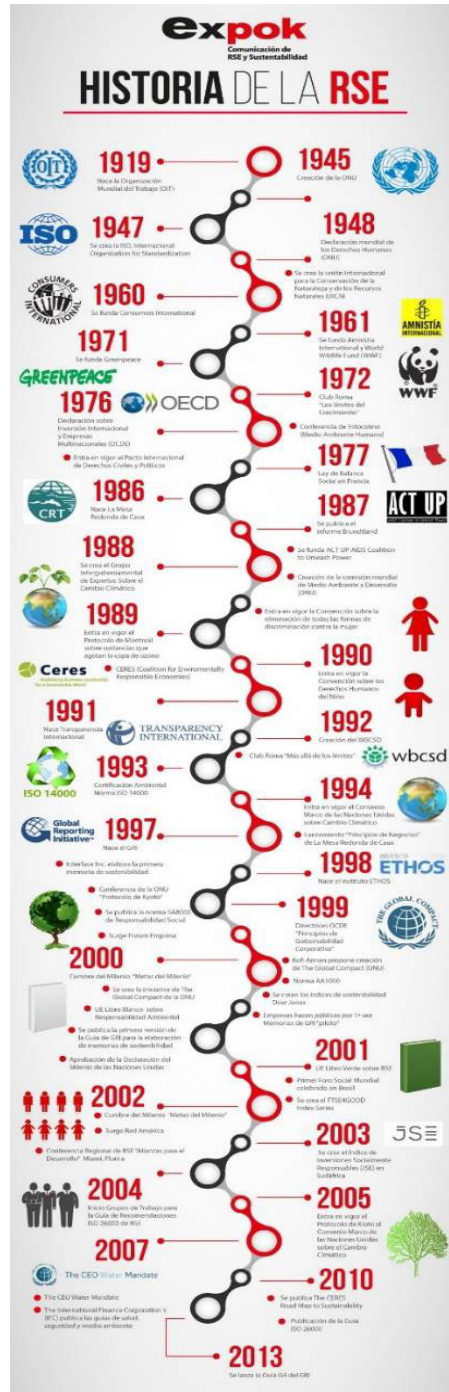 expok
Comunicación de
RSE y Sustentabilidad
HISTORIA DE LA RSE
OIT
1919
Nace la Organización
Mundial del Trabajo (OIT)
1945
Creación de la ONU
ISO
1947
Se crea la ISO, International
Organization for Standardization
1948
Declaración mundial de
los Derechos Humanos
(ONU)
Se crea la unión Internacional
para la Conservación de la
Naturaleza y de los Recursos
Naturales (UICN)
CONSUMERS
INTERNATIONAL
1960
Se funda Consumers International
1961
Se funda Amnistía
International y World
Wildlife Fund (WWF)
AMNISTÍA
INTERNACIONAL
WWF
1971
Se funda Greenpeace
GREENPEACE
1972
Club Roma
"Los límites del
Crecimiento"
Conferencia de Estocolmo
(Medio Ambiente Humano)
1976
OECD
Declaración sobre
Inversión Internacional
y Empresas
Multinacionales (OCDE)
Entra en vigor el Pacto Internacional
de Derechos Civiles y Políticos
1977
Ley de Balance
Social en Francia
CRT
1986
Nace La Mesa
Redonda de Caux
1987
Se publica el
Informe Brundtland
ACT UP
Se funda ACT UP AIDS Coalition
to Unleash Power
Creación de la comisión mundial
de Medio Ambiente y Desarrollo
(ONU)
1988
Se crea el Grupo
Intergubernamental
de Expertos Sobre el
Cambio Climático
1989
Entra en vigor el
Protocolo de Montreal
sobre sustancias que
agotan la capa de ozono
Entra en vigor la Convención sobre la
eliminación de todas las formas de
discriminación contra la mujer
Ceres
CERES (Coalition for Enviromentally
Responsible Economies)
1990
Entra en vigor la
Convención sobre los
Derechos Humanos
del Niño
1991
Nace Transparencia
Internacional
TRANSPARENCY
INTERNATIONAL
1992
Creación del WBCSD
Club Roma "Más allá de los límites"
wbcsd
ISO 14000
1993
Certificación Ambiental
Norma ISO 14000
1994
Entra en vigor el Convenio
Marco de las Naciones Unidas
sobre Cambio Climático
Lanzamiento "Principios de Negocios"
de La Mesa Redonda de Caux
Global
Reporting
Initiative™
1997
Nace el GRI
Interface Inc. elabora la primera
memoria de sostenibilidad
Conferencia de la ONU
"Protocolo de Kyoto"
Se publica la norma SA8000
de Responsabilidad Social
Surge Forum Empresa
1998
Nace el Instituto ETHOS
ETHOS
1999
Directrices OCDE
"Principios de
Gobernabilidad
Corporativa"
THE GLOBAL COMPACT
Kofi Annan propone creación
de The Global Compact (ONU)
Norma AA1000
Se crean los índices de sostenibilidad
Dow Jones
Empresas hacen públicas por 1ª vez
Memorias de GRI "piloto"
2000
Cumbre del Milenio "Metas del Milenio"
Se crea la iniciativa de The
Global Compact de la ONU
UE Libro Blanco sobre
Responsabilidad Ambiental
Se publica la primera versión de
la Guía de GRI para la elaboración
de memorias de sostenibilidad
Aprobación de la Declaración del
Milenio de las Naciones Unidas
2001
UE Libro Verde sobre RSE
Primer Foro Social Mundial
celebrado en Brasil
Se crea el FTSE4GOOD
Index Series
2002
Cumbre del Milenio "Metas del Milenio"
Surge Red América
Conferencia Regional de RSE "Alianzas para el
Desarrollo" Miami, Florida
2003
Se crea el Índice de
Inversiones Socialmente
Responsables (JSE) en
Sudáfrica
JSE
2004
Inicio Grupos de Trabajo para
la Guía de Recomendaciones
ISO 26000 de RSE
2005
Entra en vigor el
Protocolo de Kioto al
Convenio Marco de
las Naciones Unidas
sobre el Cambio
Climático
2007
The CEO Water Mandate
The CEO Water Mandate
The International Finance Corporation's
(IFC) publica las guías de salud,
seguridad y medio ambiente
2010
Se publica The CERES
Road Map to Sustainability
Publicación de la Guía
ISO 26000
2013
Se lanza la Guía G4 del GRI